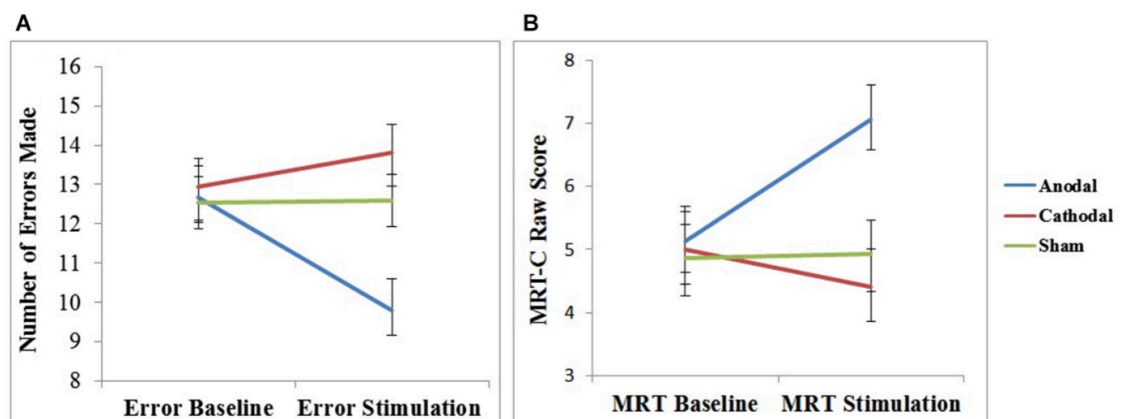 A
Number of Errors Made
16
15
14
13
12
11
10
9
8
Error Baseline
Error Stimulation
B
MRT-C Raw Score
8
7
6
5
4
3
MRT Baseline
MRT Stimulation
Anodal
Cathodal
Sham